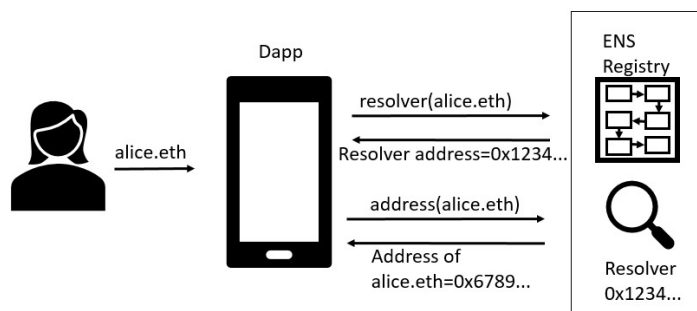 Dapp
ENS
Registry
resolver(alice.eth)
alice.eth
Resolver address=0x1234...
address(alice.eth)
Address of
alice.eth=0x6789...
Resolver
0x1234...